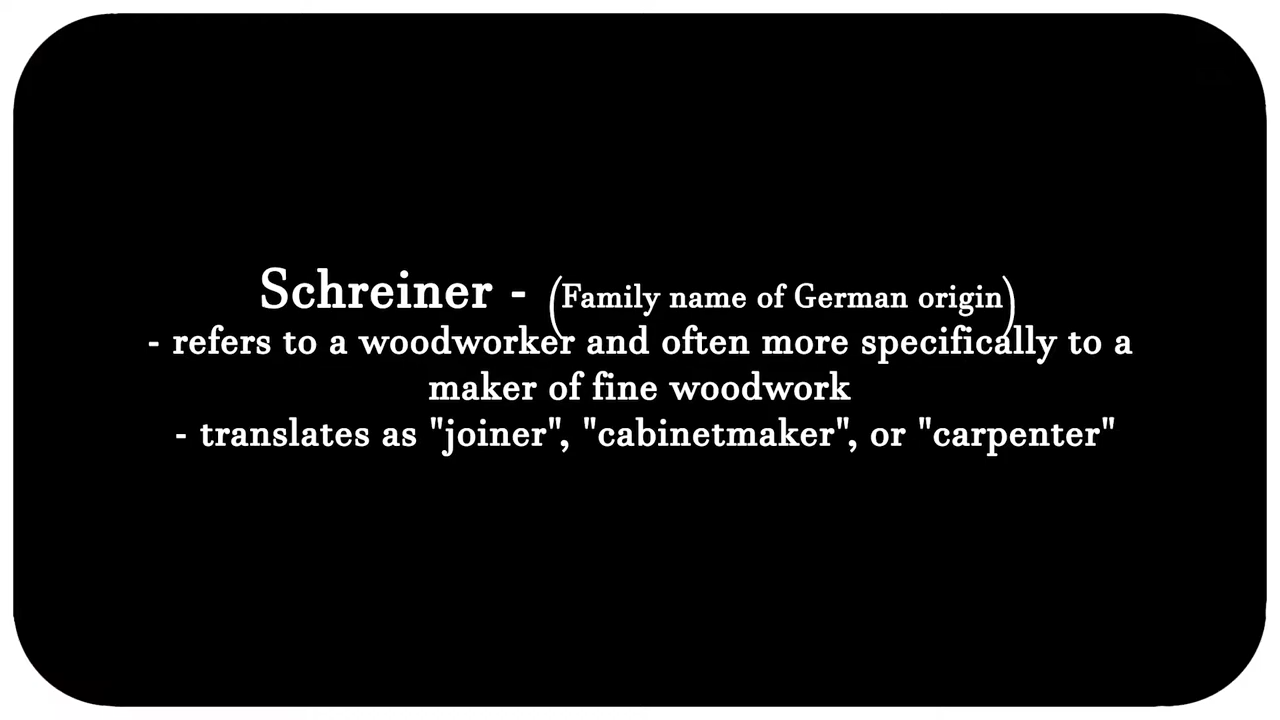 Schreiner - (Family name of German origin)
- refers to a woodworker and often more specifically to a
maker of fine woodwork
- translates as "joiner", "cabinetmaker", or "carpenter"